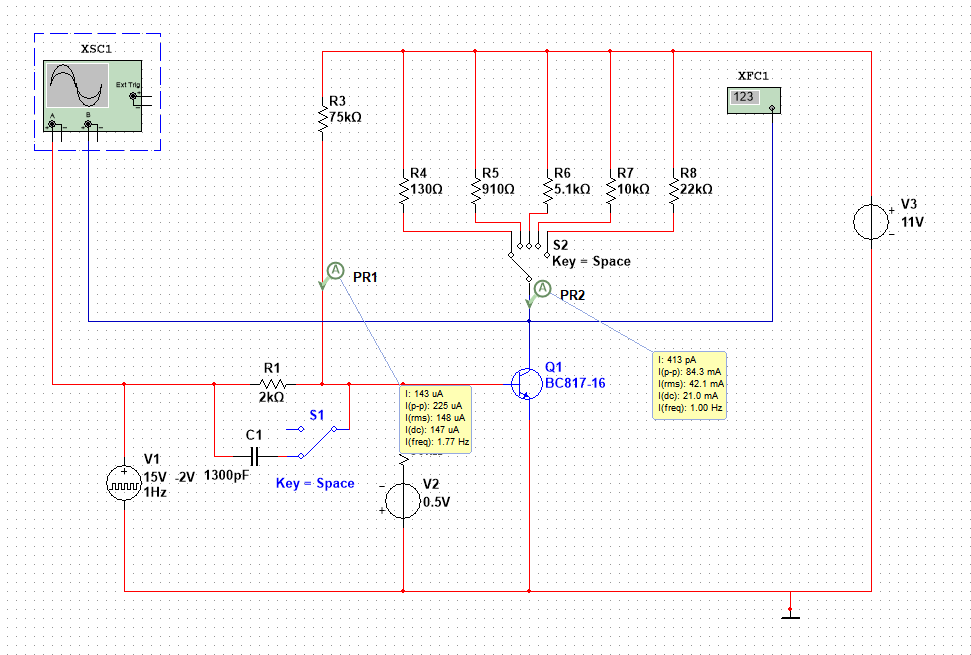 XSC1
Ext Trig
A
B
XFC1
123
R3
75kΩ
R4
130Ω
R5
910Ω
R6
5.1kΩ
R7
10kΩ
R8
22kΩ
V3
11V
S2
Key = Space
A
PR1
A
PR2
I: 413 pA
I(p-p): 84.3 mA
I(rms): 42.1 mA
I(dc): 21.0 mA
I(freq): 1.00 Hz
R1
2kΩ
Q1
BC817-16
I: 143 uA
I(p-p): 225 uA
I(rms): 148 uA
I(dc): 147 uA
I(freq): 1.77 Hz
S1
C1
1300pF
Key = Space
V1
15V -2V
1Hz
V2
0.5V